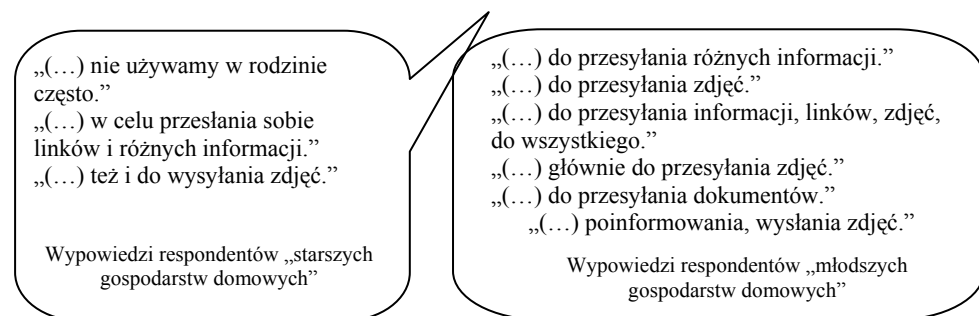 „(…) nie używamy w rodzinie
często.”
„(…) w celu przesłania sobie
linków i różnych informacji.”
„(…) też i do wysyłania zdjęć.”
Wypowiedzi respondentów „starszych
gospodarstw domowych”
„(…) do przesyłania różnych informacji.”
„(…) do przesyłania zdjęć.”
„(…) do przesyłania informacji, linków, zdjęć,
do wszystkiego.”
„(…) głównie do przesyłania zdjęć.”
„(…) do przesyłania dokumentów.”
„(…) poinformowania, wysłania zdjęć.”
Wypowiedzi respondentów „młodszych
gospodarstw domowych”